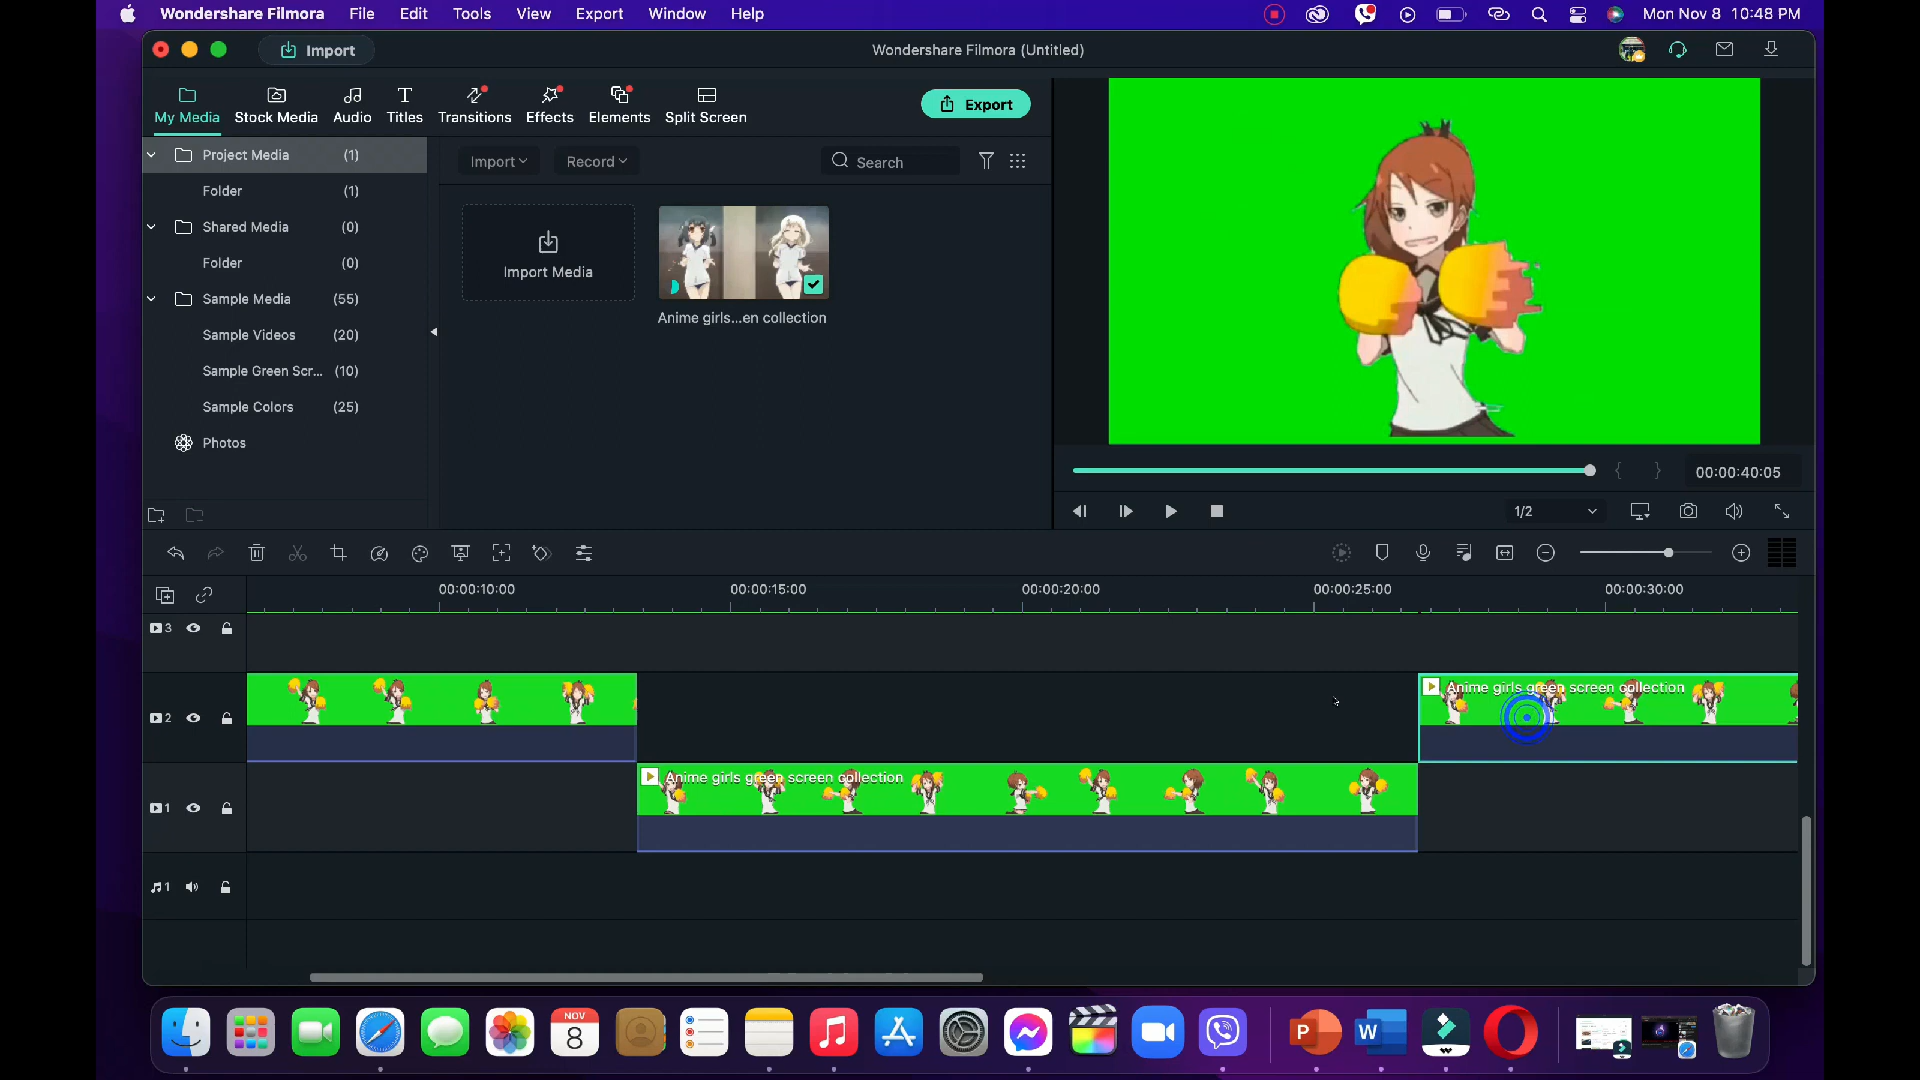 Wondershare Filmora File Edit Tools View Export Window Help Mon Nov 8 10:48 PM
Import Wondershare Filmora (Untitled)
My Media Stock Media Audio Titles Transitions Effects Elements Split Screen Export
Project Media (1) Import Record Search
Folder (1)
Shared Media (0)
Folder (0) Import Media
Sample Media (55) Anime girls...en collection
Sample Videos (20)
Sample Green Scr... (10)
Sample Colors (25)
Photos
00:00:40:05
1/2
00:00:10:00 00:00:15:00 00:00:20:00 00:00:25:00 00:00:30:00
3
2 Anime girls green screen collection
1 Anime girls green screen collection
1
NOV
8
P W